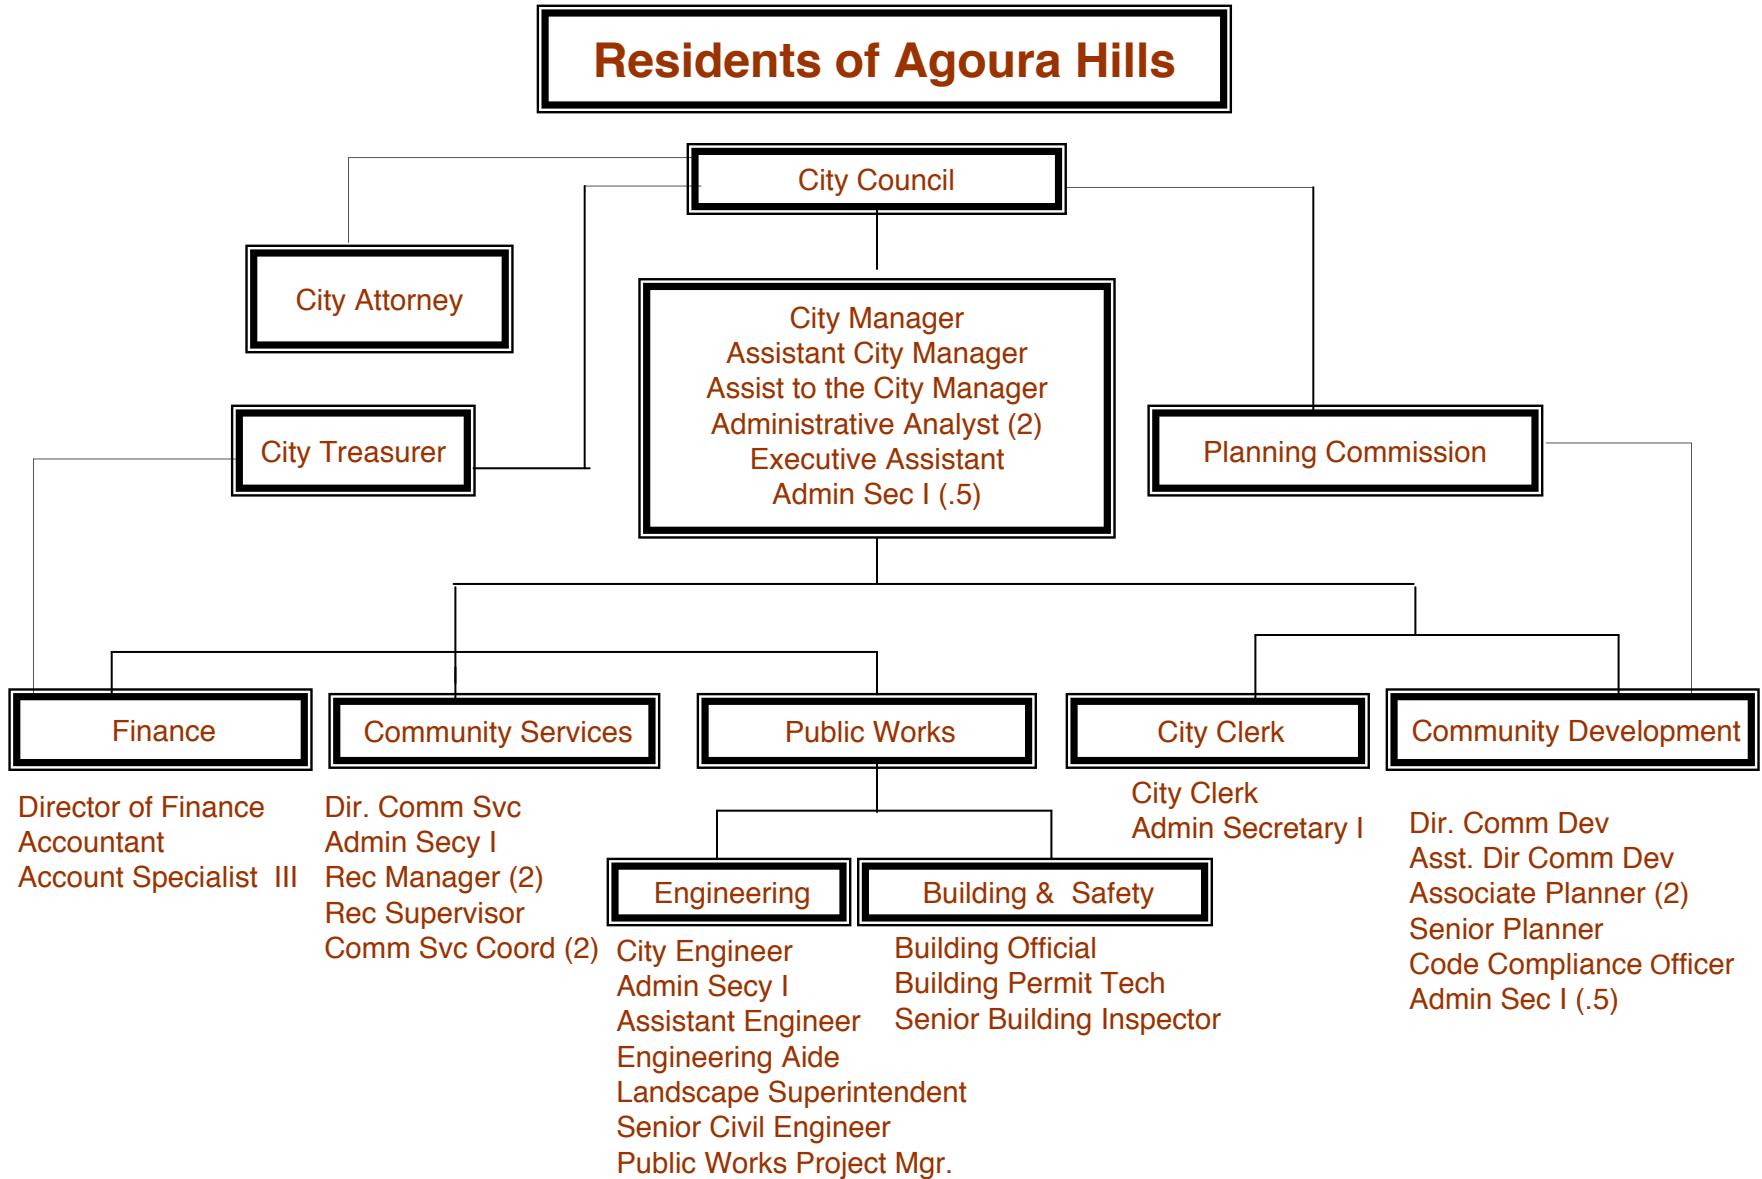 Residents of Agoura Hills
City Council
City Attorney
City Manager
Assistant City Manager
Assist to the City Manager
Administrative Analyst (2)
Executive Assistant
Admin Sec I (.5)
City Treasurer
Planning Commission
Finance
Community Services
Public Works
City Clerk
Community Development
Director of Finance
Accountant
Account Specialist III
Dir. Comm Svc
Admin Secy I
Rec Manager (2)
Rec Supervisor
Comm Svc Coord (2)
Engineering
City Engineer
Admin Secy I
Assistant Engineer
Engineering Aide
Landscape Superintendent
Senior Civil Engineer
Public Works Project Mgr.
Building & Safety
Building Official
Building Permit Tech
Senior Building Inspector
City Clerk
Admin Secretary I
Dir. Comm Dev
Asst. Dir Comm Dev
Associate Planner (2)
Senior Planner
Code Compliance Officer
Admin Sec I (.5)